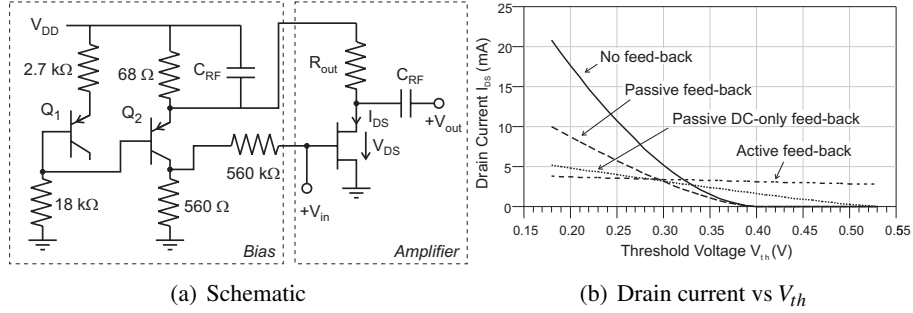 V_DD
2.7 kΩ
68 Ω
C_RF
R_out
C_RF
Q_1
Q_2
I_DS
+V_out
V_DS
560 kΩ
18 kΩ
560 Ω
+V_in
Bias
Amplifier
(a) Schematic
Drain Current I_DS (mA)
25
20
15
10
5
0
No feed-back
Passive feed-back
Passive DC-only feed-back
Active feed-back
0.15 0.20 0.25 0.30 0.35 0.40 0.45 0.50 0.55
Threshold Voltage V_th (V)
(b) Drain current vs V_th